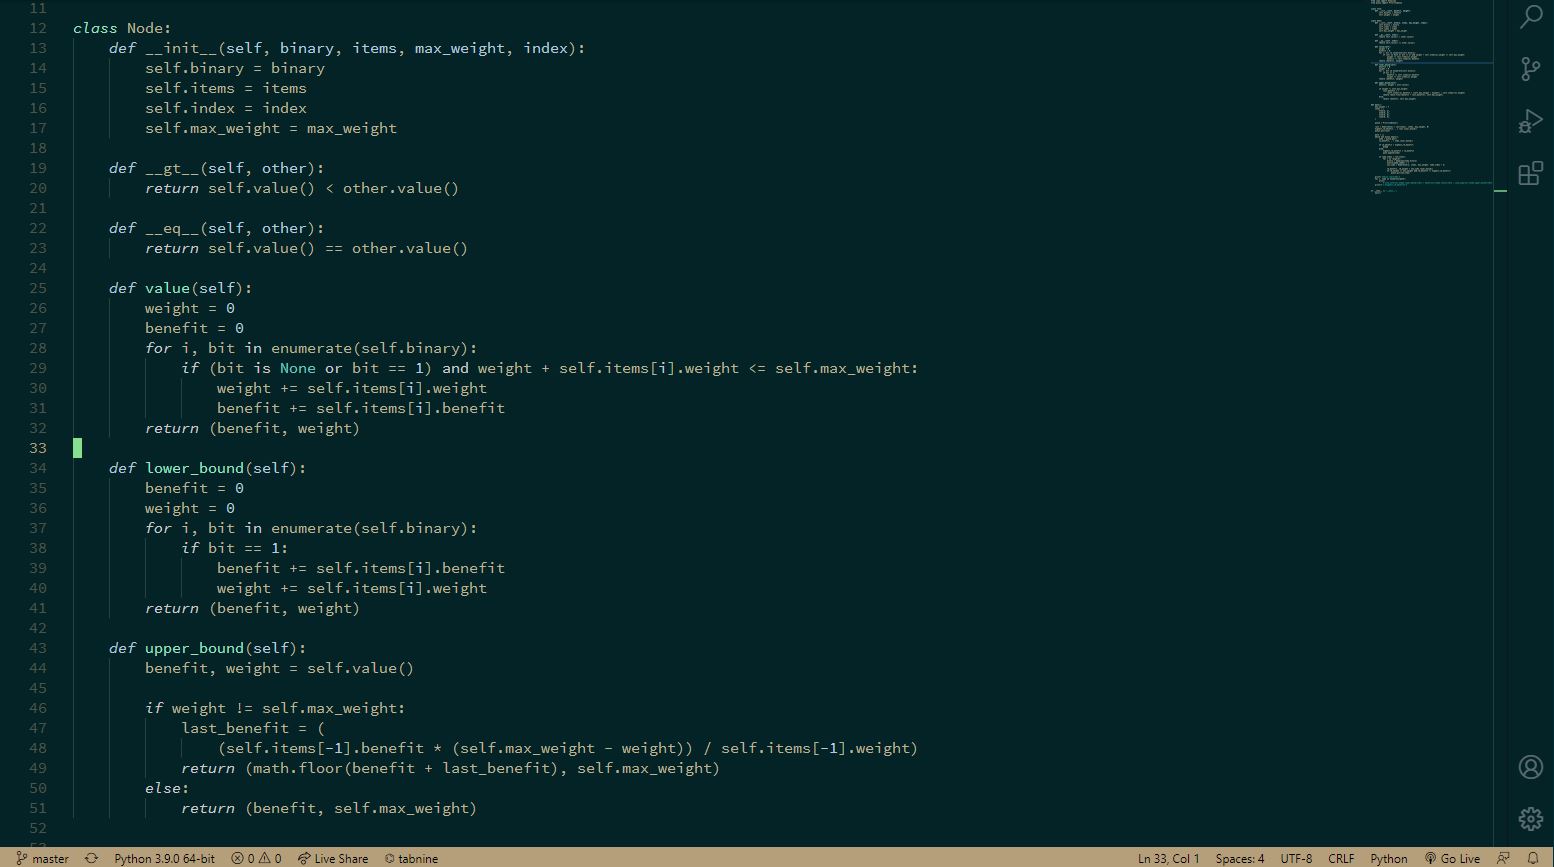 11
12 class Node:
13     def __init__(self, binary, items, max_weight, index):
14         self.binary = binary
15         self.items = items
16         self.index = index
17         self.max_weight = max_weight
18
19     def __gt__(self, other):
20         return self.value() < other.value()
21
22     def __eq__(self, other):
23         return self.value() == other.value()
24
25     def value(self):
26         weight = 0
27         benefit = 0
28         for i, bit in enumerate(self.binary):
29             if (bit is None or bit == 1) and weight + self.items[i].weight <= self.max_weight:
30                 weight += self.items[i].weight
31                 benefit += self.items[i].benefit
32         return (benefit, weight)
33
34     def lower_bound(self):
35         benefit = 0
36         weight = 0
37         for i, bit in enumerate(self.binary):
38             if bit == 1:
39                 benefit += self.items[i].benefit
40                 weight += self.items[i].weight
41         return (benefit, weight)
42
43     def upper_bound(self):
44         benefit, weight = self.value()
45
46         if weight != self.max_weight:
47             last_benefit = (
48                 (self.items[-1].benefit * (self.max_weight - weight)) / self.items[-1].weight)
49             return (math.floor(benefit + last_benefit), self.max_weight)
50         else:
51             return (benefit, self.max_weight)
52
master Python 3.9.0 64-bit 0 0 Live Share tabnine Ln 33, Col 1 Spaces: 4 UTF-8 CRLF Python Go Live